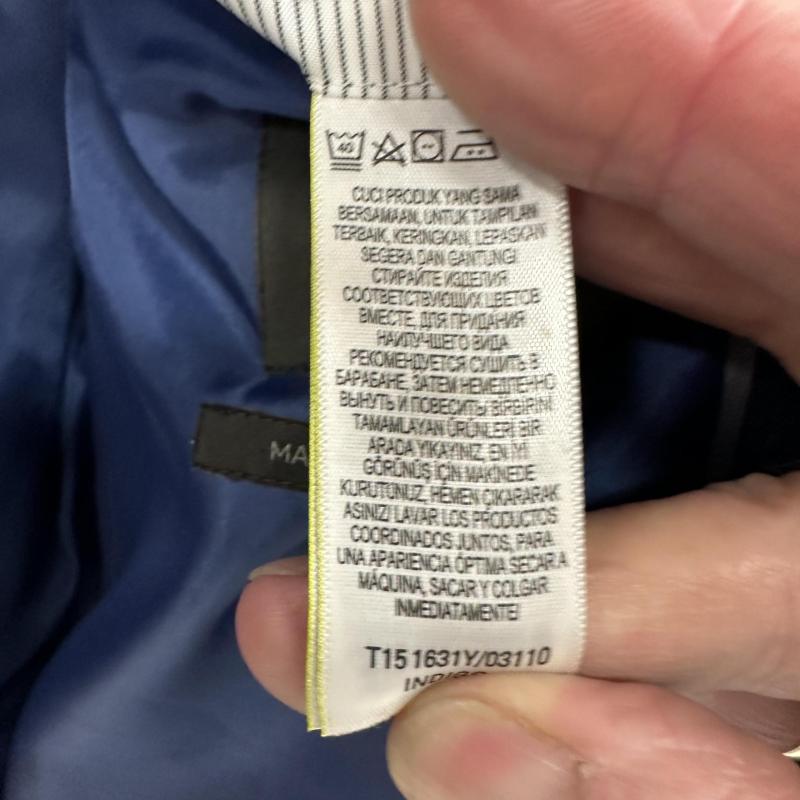 40
CUCI PRODUK YANG SAMA
BERSAMAAN, UNTUK TAMPILAN
TERBAIK, KERINGKAN, LEPASKAN
SEGERA DAN GANTUNG|
СТИРАЙТЕ ИЗДЕЛИЯ
СООТВЕТСТВУЮЩИХ ЦВЕТОВ
ВМЕСТЕ, ДЛЯ ПРИДАНИЯ
НАИЛУЧШЕГО ВИДА
РЕКОМЕНДУЕТСЯ СУШИТЬ В
БАРАБАНЕ, ЗАТЕМ НЕМЕДЛЕННО
ВЫНУТЬ И ПОВЕСИТЬ| BİRBİRİNİ
TAMAMLAYAN ÜRÜNLERİ BİR
ARADA YIKAYINIZ, EN İYİ
GÖRÜNÜŞ İÇİN MAKİNEDE
KURUTUNUZ, HEMEN ÇIKARARAK
ASINIZ| LAVAR LOS PRODUCTOS
COORDINADOS JUNTOS, PARA
UNA APARIENCIA ÓPTIMA SECAR A
MÁQUINA, SACAR Y COLGAR
INMEDIATAMENTE|
T15 1631Y/03110
MA